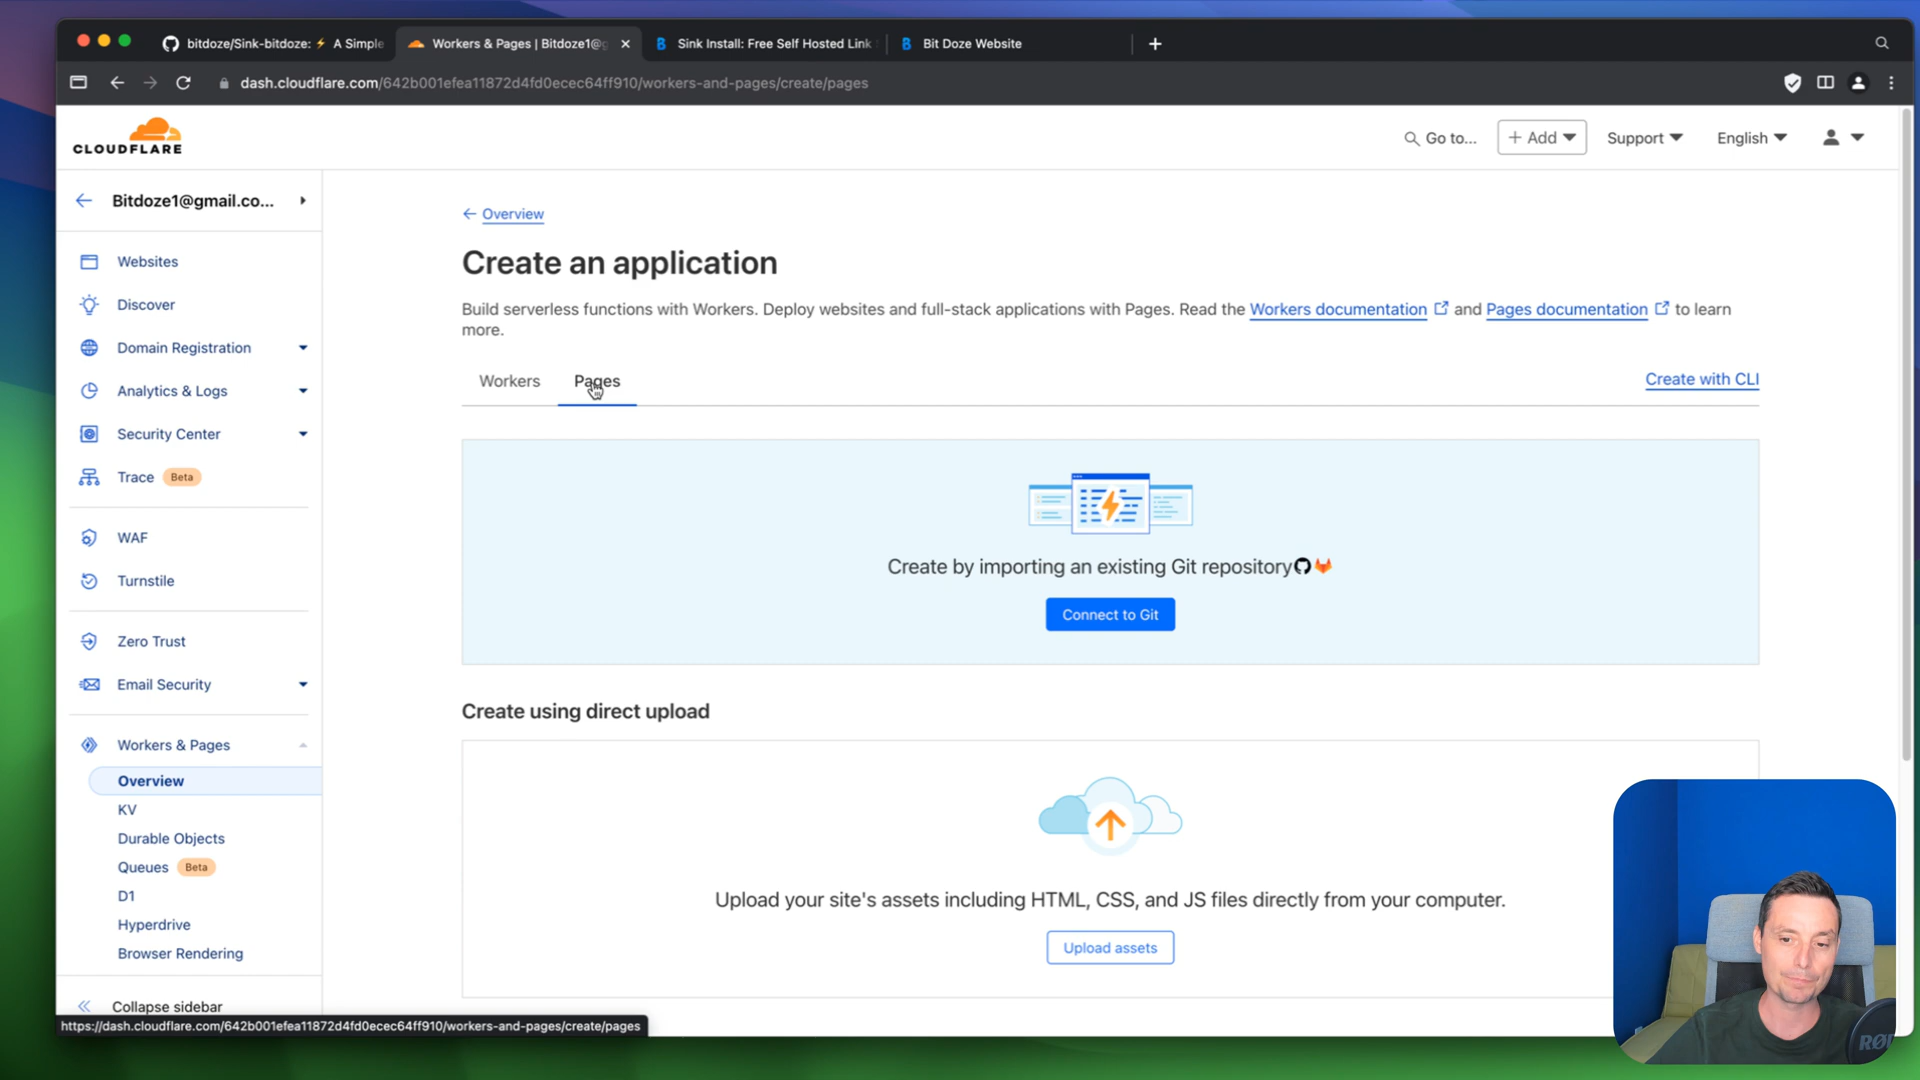 bitdoze/Sink-bitdoze: ⚡ A Simple
Workers & Pages | Bitdoze1@g
Sink Install: Free Self Hosted Link
Bit Doze Website
dash.cloudflare.com/642b001efea11872d4fd0ecec64ff910/workers-and-pages/create/pages
CLOUDFLARE
Go to...
+ Add
Support
English
Bitdoze1@gmail.co...
Websites
Discover
Domain Registration
Analytics & Logs
Security Center
Trace Beta
WAF
Turnstile
Zero Trust
Email Security
Workers & Pages
Overview
KV
Durable Objects
Queues Beta
D1
Hyperdrive
Browser Rendering
Collapse sidebar
https://dash.cloudflare.com/642b001efea11872d4fd0ecec64ff910/workers-and-pages/create/pages
← Overview
Create an application
Build serverless functions with Workers. Deploy websites and full-stack applications with Pages. Read the Workers documentation and Pages documentation to learn
more.
Workers
Pages
Create with CLI
Create by importing an existing Git repository
Connect to Git
Create using direct upload
Upload your site's assets including HTML, CSS, and JS files directly from your computer.
Upload assets